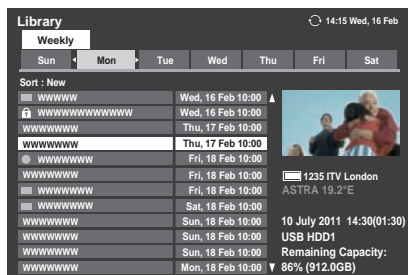 Library
14:15 Wed, 16 Feb
Weekly
Sun Mon Tue Wed Thu Fri Sat
Sort : New
wwwww Wed, 16 Feb 10:00
wwwwwwwwwwww Wed, 16 Feb 10:00
wwwwwww Thu, 17 Feb 10:00
wwwwwww Thu, 17 Feb 10:00
wwwwwww Fri, 18 Feb 10:00
wwwwwww Fri, 18 Feb 10:00
wwwwwww Fri, 18 Feb 10:00
wwwwwww Sat, 18 Feb 10:00
wwwwwww Sun, 18 Feb 10:00
wwwwwww Sun, 18 Feb 10:00
wwwwwww Sun, 18 Feb 10:00
wwwwwww Mon, 18 Feb 10:00
1235 ITV London
ASTRA 19.2°E
10 July 2011 14:30(01:30)
USB HDD1
Remaining Capacity:
86% (912.0GB)